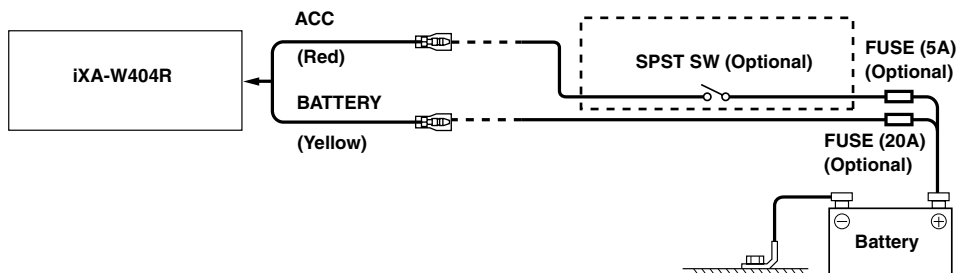 ACC
(Red)
iXA-W404R
BATTERY
(Yellow)
SPST SW (Optional)
FUSE (5A)
(Optional)
FUSE (20A)
(Optional)
Battery